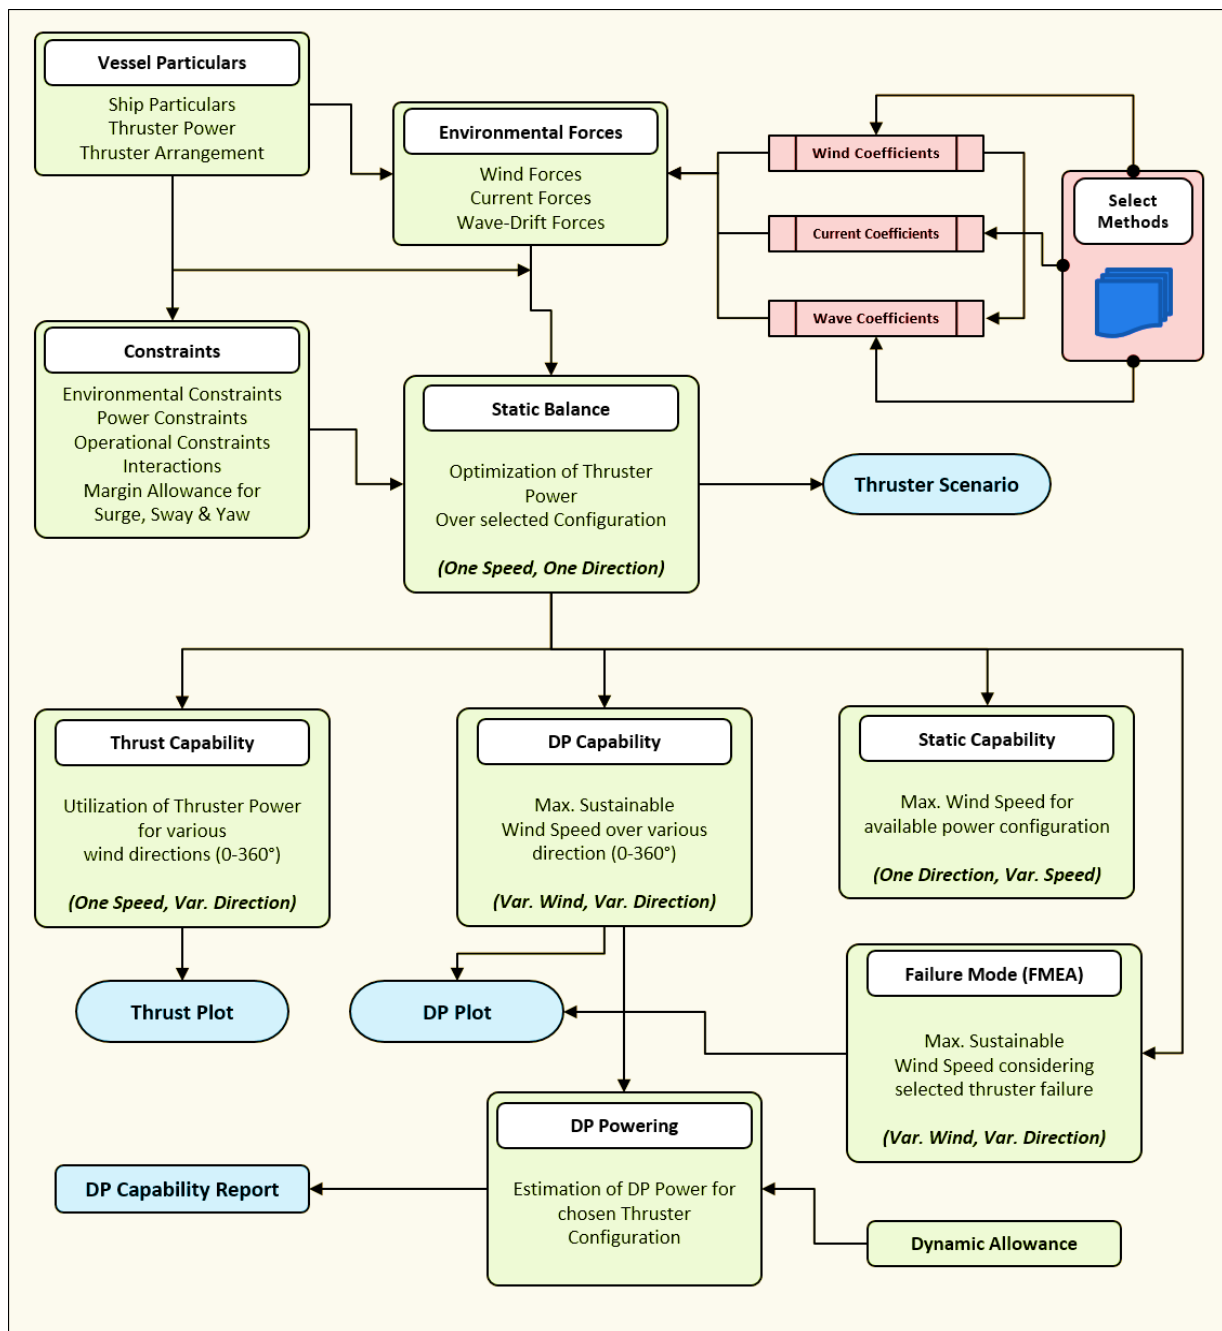 Vessel Particulars
Ship Particulars
Thruster Power
Thruster Arrangement
Environmental Forces
Wind Forces
Current Forces
Wave-Drift Forces
Wind Coefficients
Current Coefficients
Wave Coefficients
Select
Methods
Constraints
Environmental Constraints
Power Constraints
Operational Constraints
Interactions
Margin Allowance for
Surge, Sway & Yaw
Static Balance
Optimization of Thruster
Power
Over selected Configuration
(One Speed, One Direction)
Thruster Scenario
Thrust Capability
Utilization of Thruster Power
for various
wind directions (0-360°)
(One Speed, Var. Direction)
DP Capability
Max. Sustainable
Wind Speed over various
direction (0-360°)
(Var. Wind, Var. Direction)
Static Capability
Max. Wind Speed for
available power configuration
(One Direction, Var. Speed)
Thrust Plot
DP Plot
Failure Mode (FMEA)
Max. Sustainable
Wind Speed considering
selected thruster failure
(Var. Wind, Var. Direction)
DP Powering
Estimation of DP Power for
chosen Thruster
Configuration
DP Capability Report
Dynamic Allowance